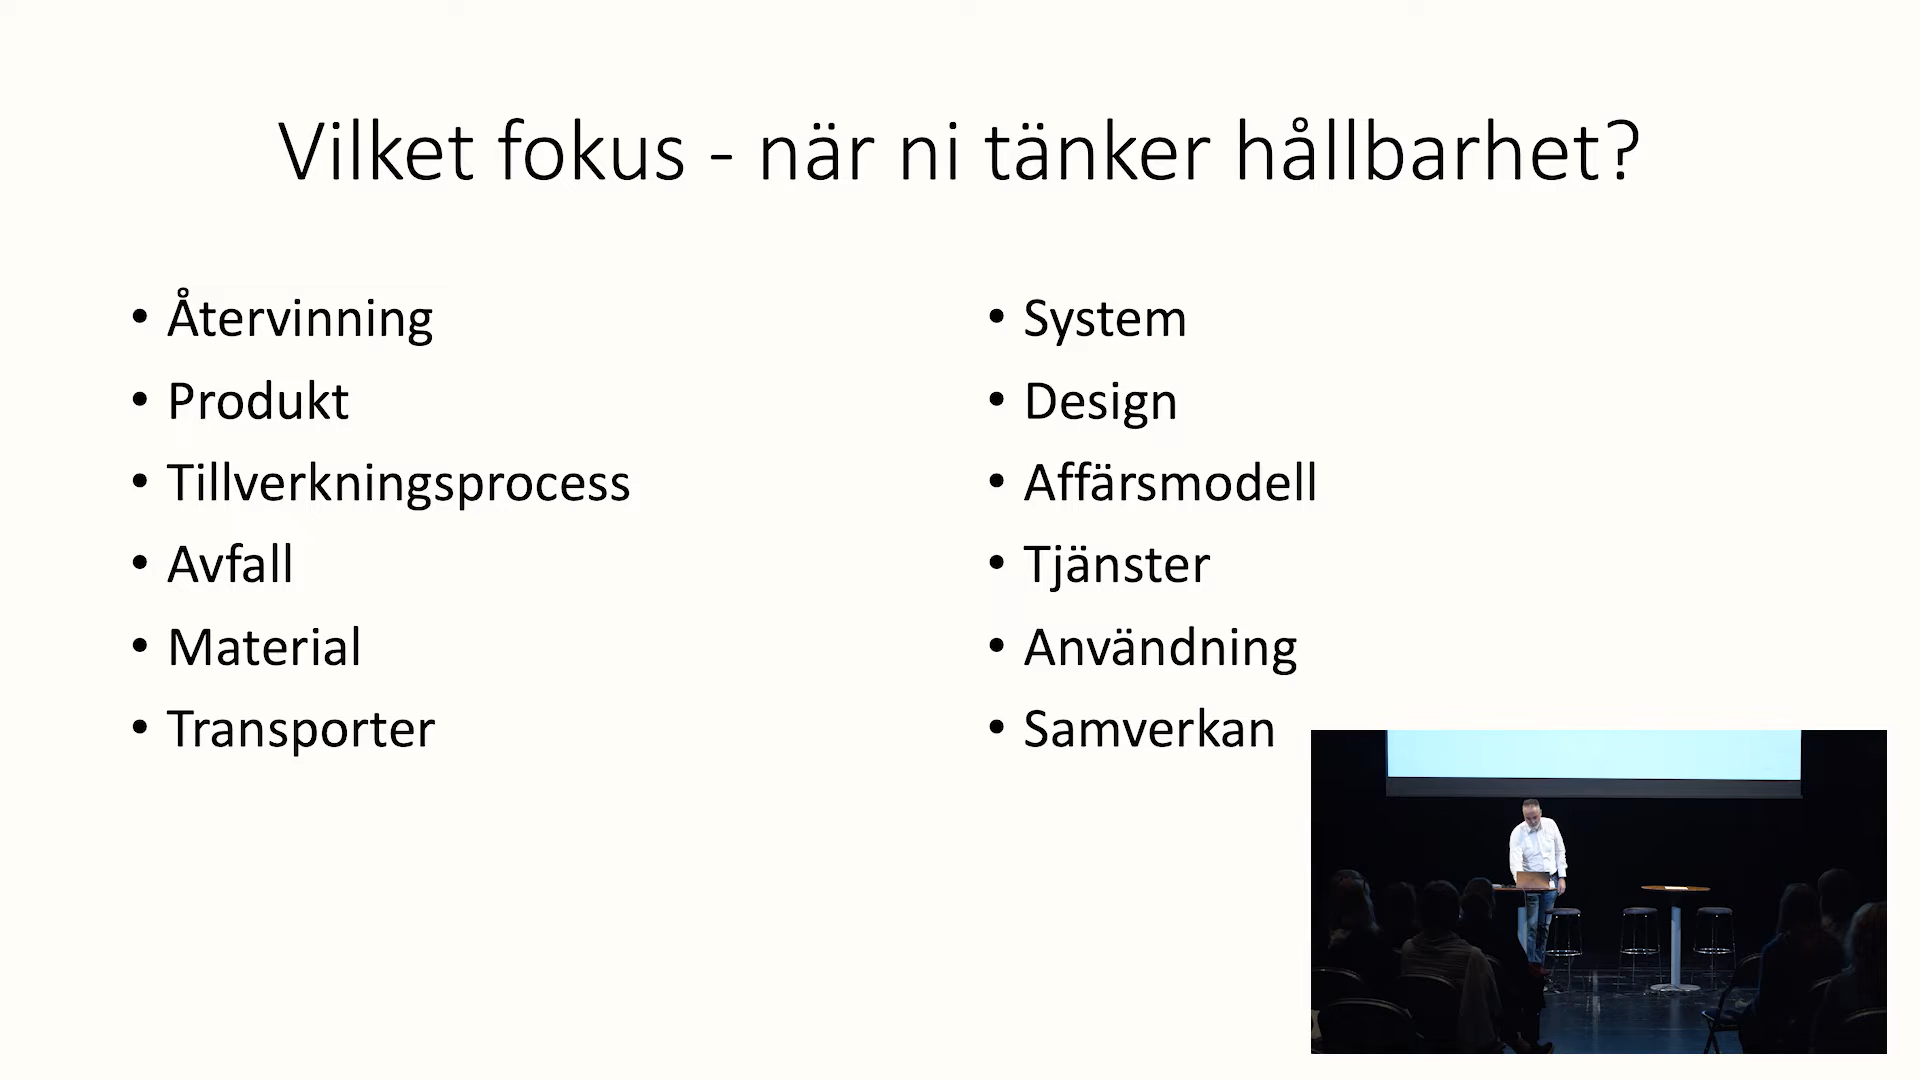 Vilket fokus - när ni tänker hållbarhet?
• Återvinning
• Produkt
• Tillverkningsprocess
• Avfall
• Material
• Transporter
• System
• Design
• Affärsmodell
• Tjänster
• Användning
• Samverkan